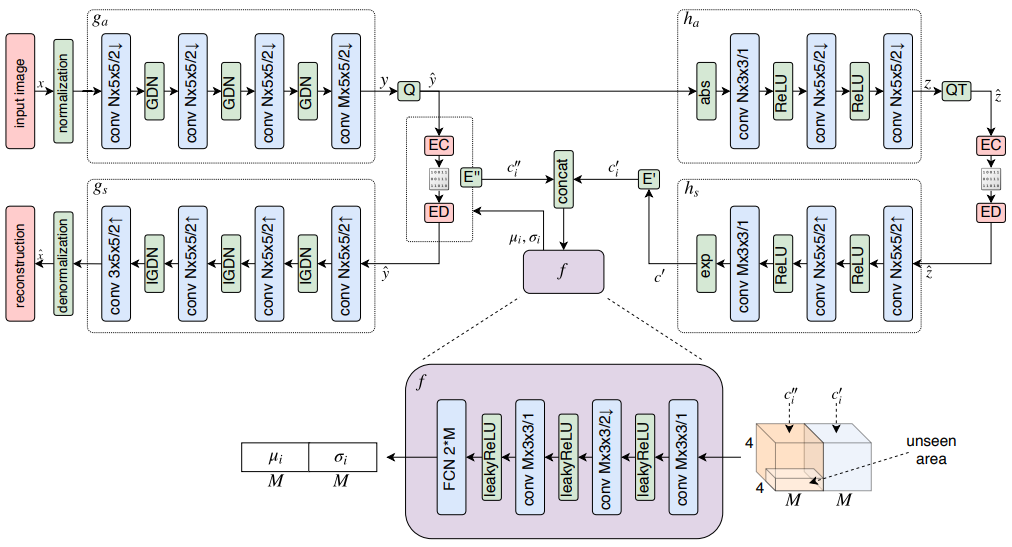 g_a
input image
x
normalization
conv Nx5x5/2↓
GDN
conv Nx5x5/2↓
GDN
conv Nx5x5/2↓
GDN
conv Mx5x5/2↓
y
Q
ŷ
h_a
abs
conv Nx3x3/1
ReLU
conv Nx5x5/2↓
ReLU
conv Nx5x5/2↓
z
QT
ẑ
EC
ED
E''
c_i''
concat
c_i'
E'
EC
ED
μ_i, σ_i
f
g_s
reconstruction
x̂
denormalization
conv 3x5x5/2↑
IGDN
conv Nx5x5/2↑
IGDN
conv Nx5x5/2↑
IGDN
conv Nx5x5/2↑
ŷ
h_s
c'
exp
conv Mx3x3/1
ReLU
conv Nx5x5/2↑
ReLU
conv Nx5x5/2↑
ẑ
f
FCN 2*M
leakyReLU
conv Mx3x3/1
leakyReLU
conv Mx3x3/2↓
leakyReLU
conv Mx3x3/1
μ_i
σ_i
M
M
c_i''
c_i'
4
4
M
M
unseen
area